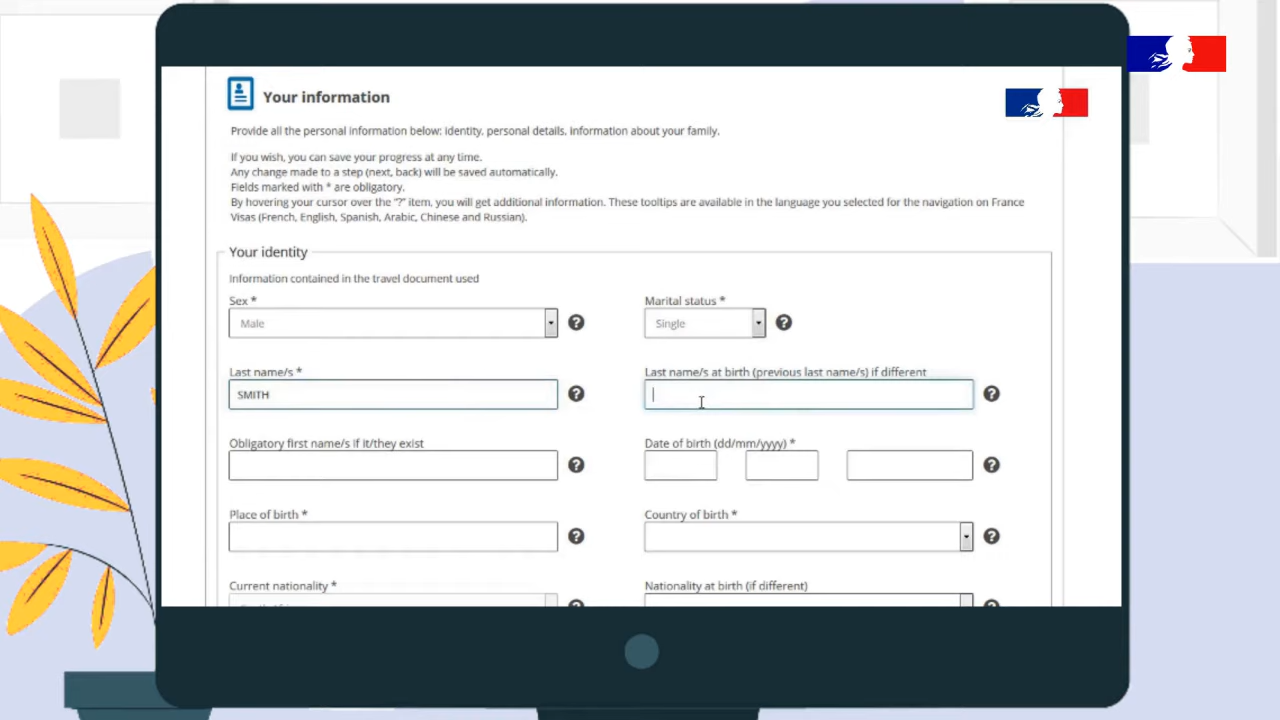 Your information
Provide all the personal information below: identity, personal details, information about your family.
If you wish, you can save your progress at any time.
Any change made to a step (next, back) will be saved automatically.
Fields marked with * are obligatory.
By hovering your cursor over the "?" item, you will get additional information. These tooltips are available in the language you selected for the navigation on France
Visas (French, English, Spanish, Arabic, Chinese and Russian).
Your identity
Information contained in the travel document used
Sex * Marital status *
Male ? Single ?
Last name/s * Last name/s at birth (previous last name/s) if different
SMITH ? ?
Obligatory first name/s if it/they exist Date of birth (dd/mm/yyyy) *
? ?
Place of birth * Country of birth *
? ?
Current nationality * Nationality at birth (if different)